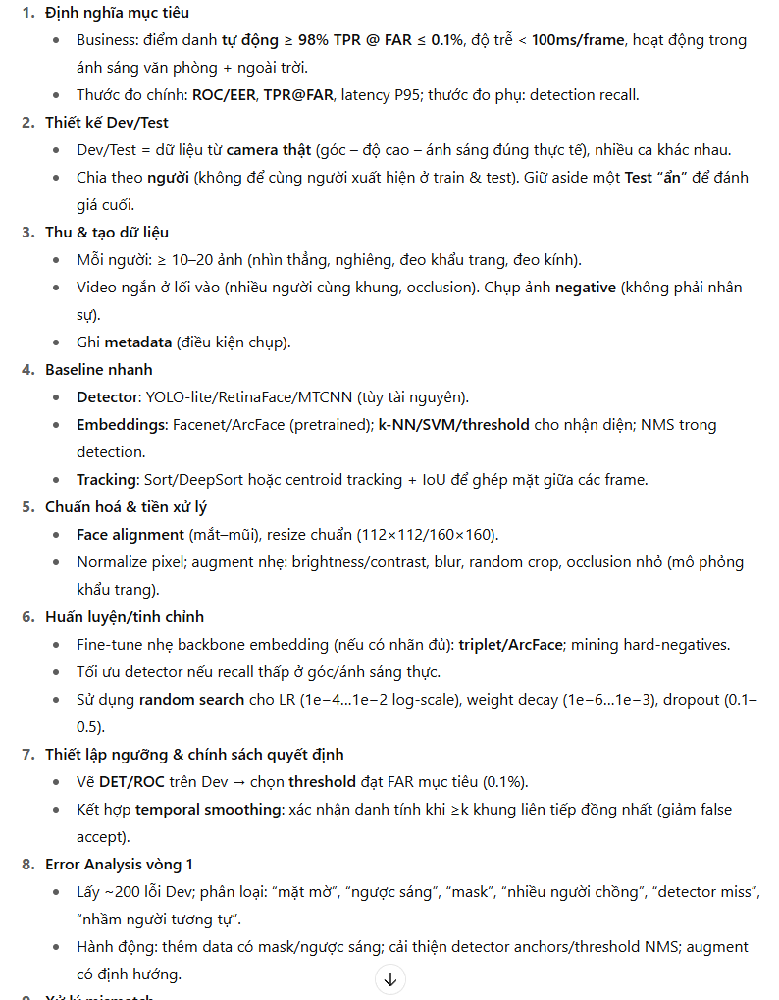 1. Định nghĩa mục tiêu
• Business: điểm danh tự động ≥ 98% TPR @ FAR ≤ 0.1%, độ trễ < 100ms/frame, hoạt động trong
ánh sáng văn phòng + ngoài trời.
• Thước đo chính: ROC/EER, TPR@FAR, latency P95; thước đo phụ: detection recall.
2. Thiết kế Dev/Test
• Dev/Test = dữ liệu từ camera thật (góc – độ cao – ánh sáng đúng thực tế), nhiều ca khác nhau.
• Chia theo người (không để cùng người xuất hiện ở train & test). Giữ aside một Test “ẩn” để đánh
giá cuối.
3. Thu & tạo dữ liệu
• Mỗi người: ≥ 10–20 ảnh (nhìn thẳng, nghiêng, đeo khẩu trang, đeo kính).
• Video ngắn ở lối vào (nhiều người cùng khung, occlusion). Chụp ảnh negative (không phải nhân
sự).
• Ghi metadata (điều kiện chụp).
4. Baseline nhanh
• Detector: YOLO-lite/RetinaFace/MTCNN (tùy tài nguyên).
• Embeddings: Facenet/ArcFace (pretrained); k-NN/SVM/threshold cho nhận diện; NMS trong
detection.
• Tracking: Sort/DeepSort hoặc centroid tracking + IoU để ghép mặt giữa các frame.
5. Chuẩn hoá & tiền xử lý
• Face alignment (mắt–mũi), resize chuẩn (112×112/160×160).
• Normalize pixel; augment nhẹ: brightness/contrast, blur, random crop, occlusion nhỏ (mô phỏng
khẩu trang).
6. Huấn luyện/tinh chỉnh
• Fine-tune nhẹ backbone embedding (nếu có nhãn đủ): triplet/ArcFace; mining hard-negatives.
• Tối ưu detector nếu recall thấp ở góc/ánh sáng thực.
• Sử dụng random search cho LR (1e−4…1e−2 log-scale), weight decay (1e−6…1e−3), dropout (0.1–
0.5).
7. Thiết lập ngưỡng & chính sách quyết định
• Vẽ DET/ROC trên Dev → chọn threshold đạt FAR mục tiêu (0.1%).
• Kết hợp temporal smoothing: xác nhận danh tính khi ≥k khung liên tiếp đồng nhất (giảm false
accept).
8. Error Analysis vòng 1
• Lấy ~200 lỗi Dev; phân loại: “mặt mờ”, “ngược sáng”, “mask”, “nhiều người chồng”, “detector miss”,
“nhầm người tương tự”.
• Hành động: thêm data có mask/ngược sáng; cải thiện detector anchors/threshold NMS; augment
có định hướng.
9. Xử lý mismatch